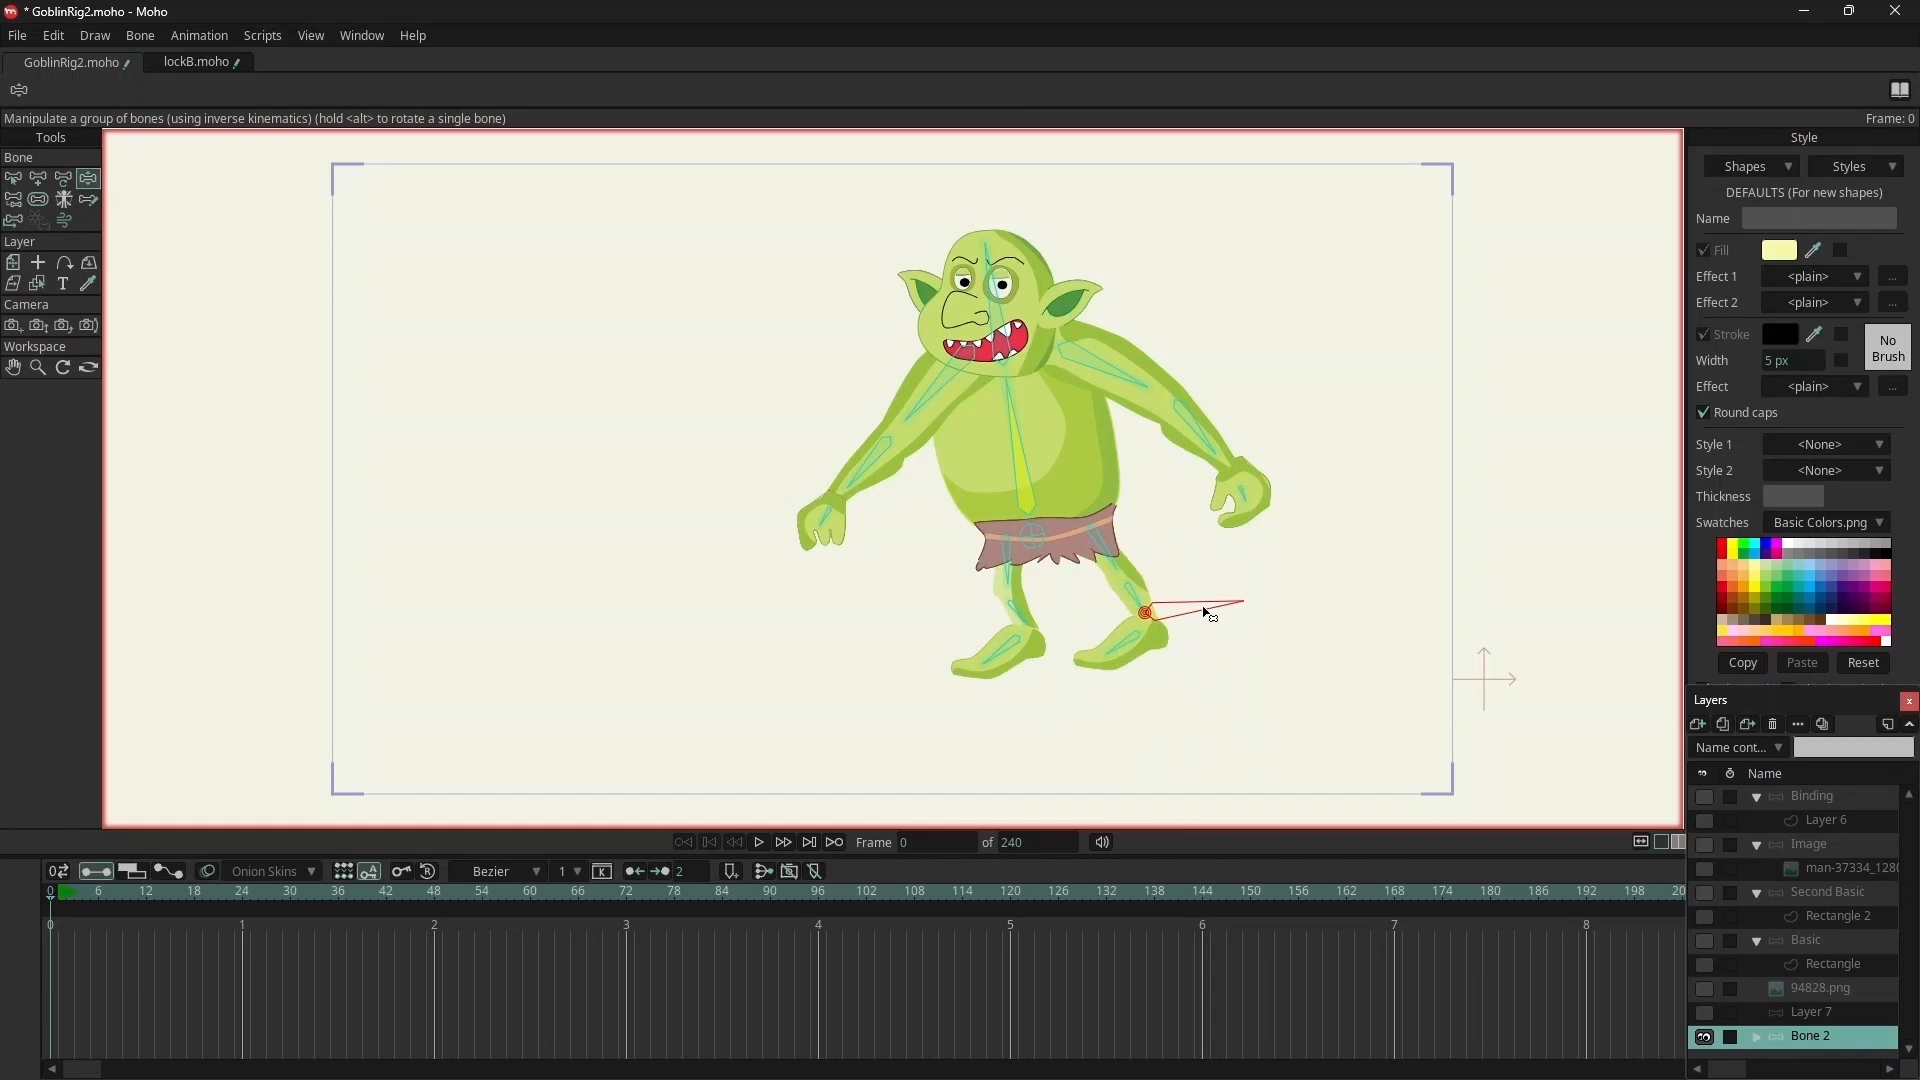 * GoblinRig2.moho - Moho
File Edit Draw Bone Animation Scripts View Window Help
GoblinRig2.moho lockB.moho
Manipulate a group of bones (using inverse kinematics) (hold <alt> to rotate a single bone) Frame: 0
Tools
Bone
Layer
Camera
Workspace
Style
Shapes Styles
DEFAULTS (For new shapes)
Name
Fill
Effect 1 <plain> ...
Effect 2 <plain> ...
Stroke
No Brush
Width 5 px
Effect <plain> ...
Round caps
Style 1 <None>
Style 2 <None>
Thickness
Swatches Basic Colors.png
Copy Paste Reset
Layers
Name cont...
Name
Binding
Layer 6
Image
man-37334_128
Second Basic
Rectangle 2
Basic
Rectangle
94828.png
Layer 7
Bone 2
Frame 0 of 240
Onion Skins Bezier 1 2
0 6 12 18 24 30 36 42 48 54 60 66 72 78 84 90 96 102 108 114 120 126 132 138 144 150 156 162 168 174 180 186 192 198 20
0 1 2 3 4 5 6 7 8